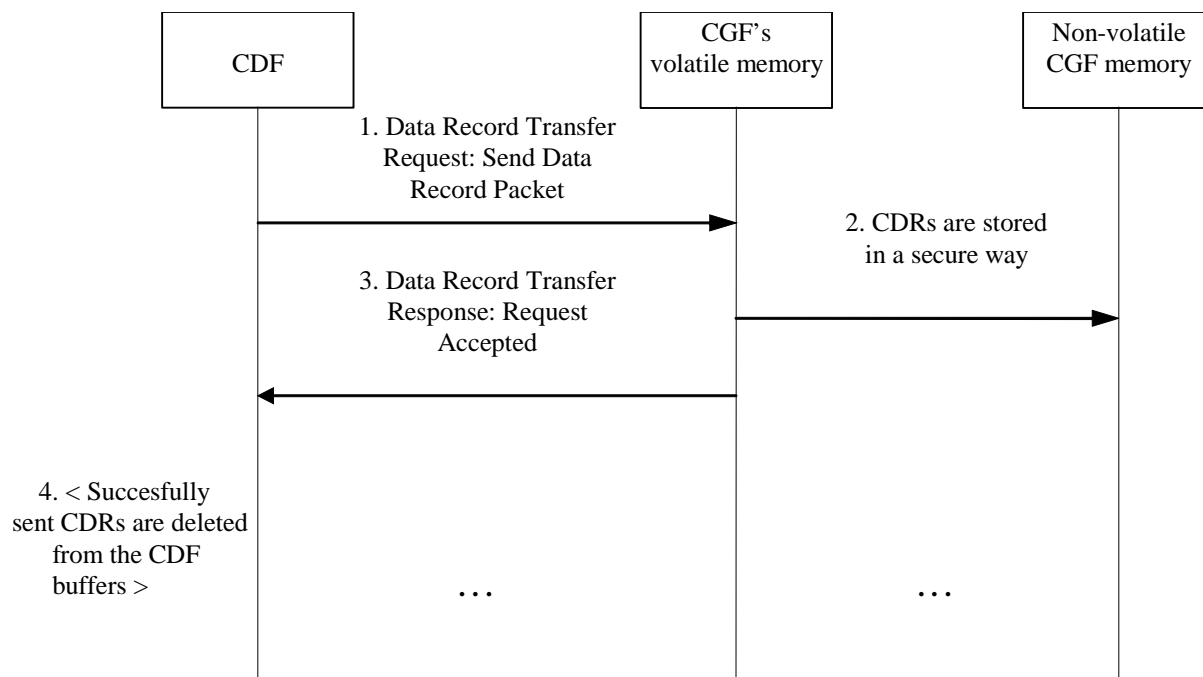 CDF
CGF's
volatile memory
Non-volatile
CGF memory
1. Data Record Transfer
Request: Send Data
Record Packet
2. CDRs are stored
in a secure way
3. Data Record Transfer
Response: Request
Accepted
4. < Succesfully
sent CDRs are deleted
from the CDF
buffers >
...
...